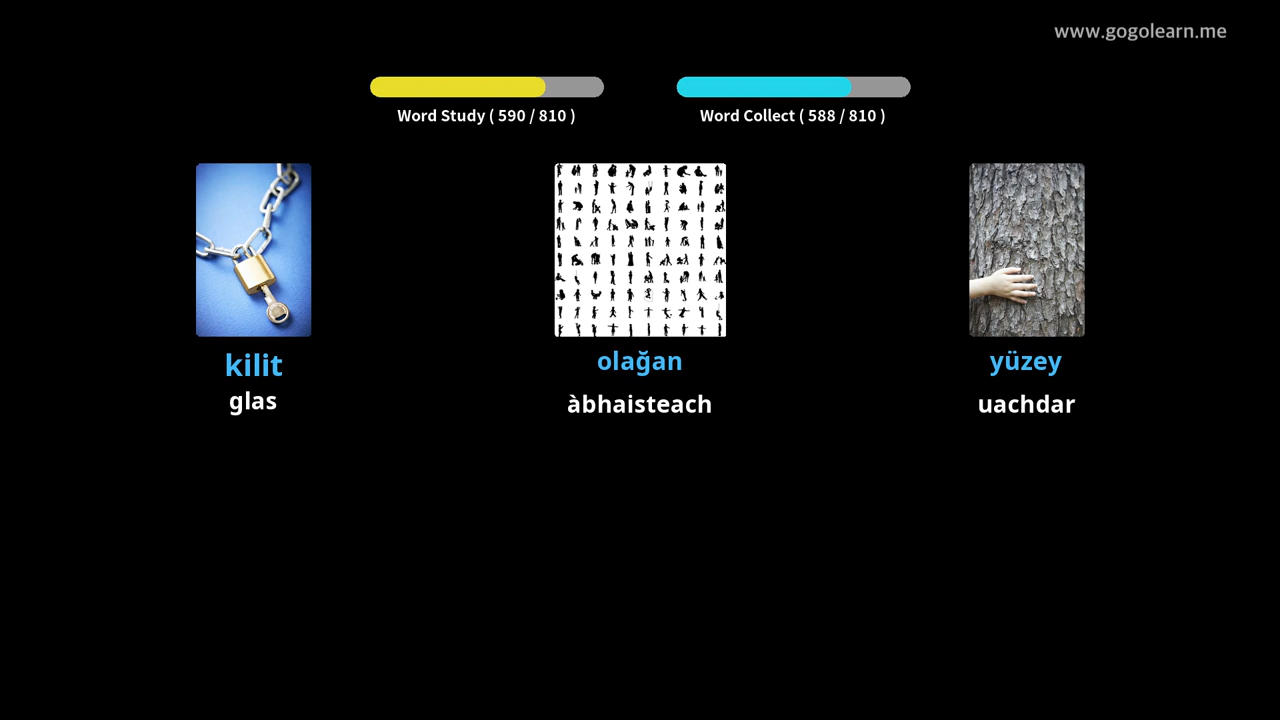 www.gogolearn.me
Word Study ( 590 / 810 )
Word Collect ( 588 / 810 )
kilit
glas
olağan
àbhaisteach
yüzey
uachdar